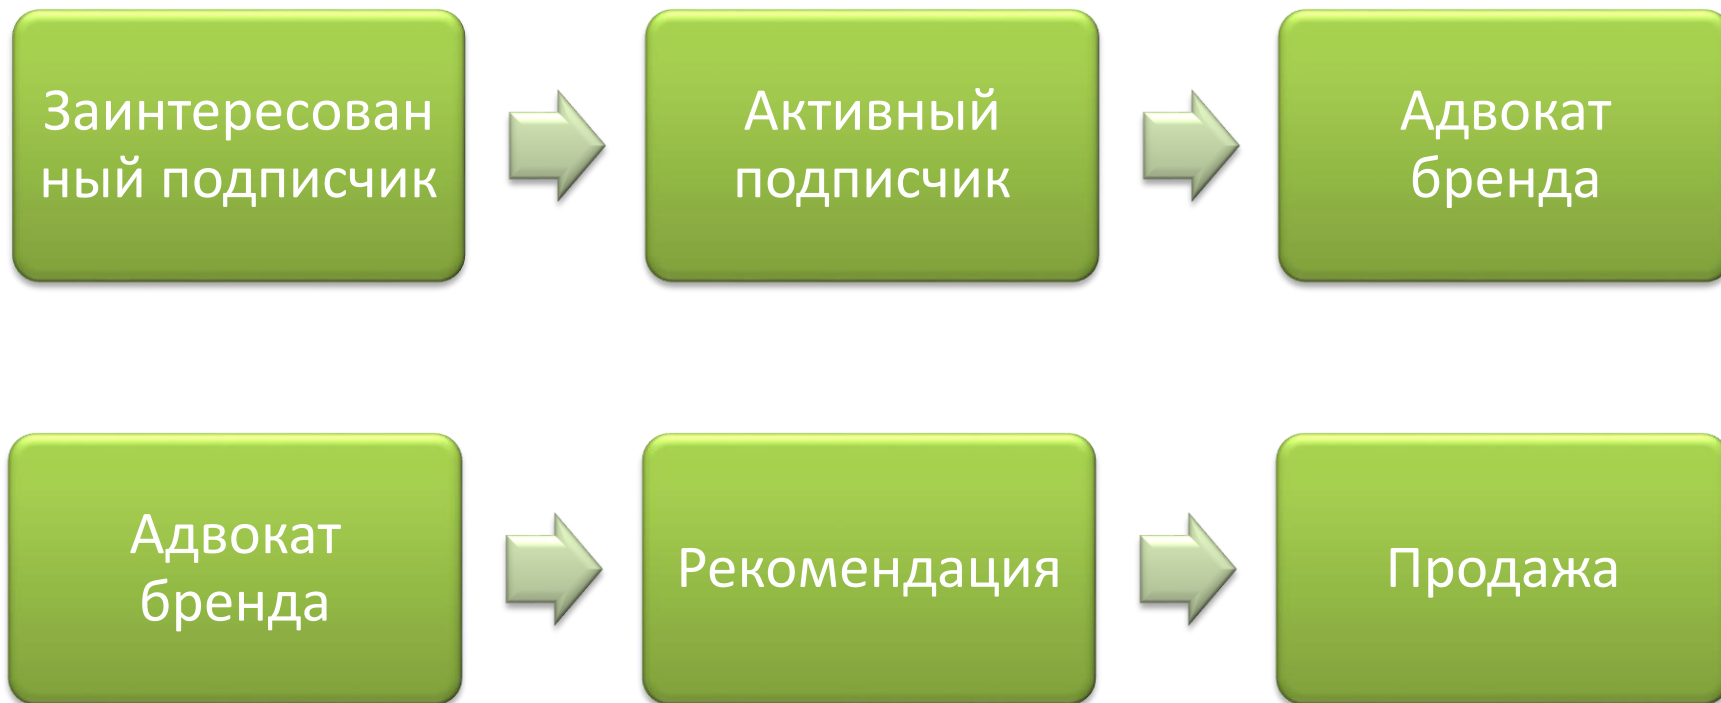 Заинтересован
ный подписчик
Активный
подписчик
Адвокат
бренда
Адвокат
бренда
Рекомендация
Продажа